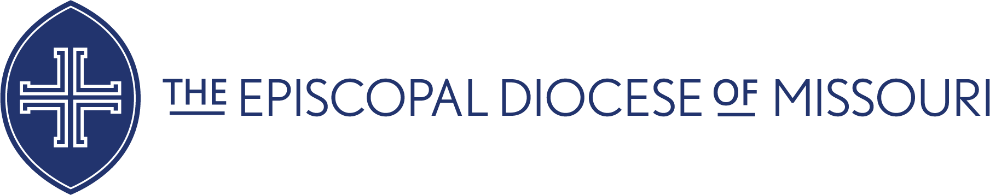 THE EPISCOPAL DIOCESE OF MISSOURI